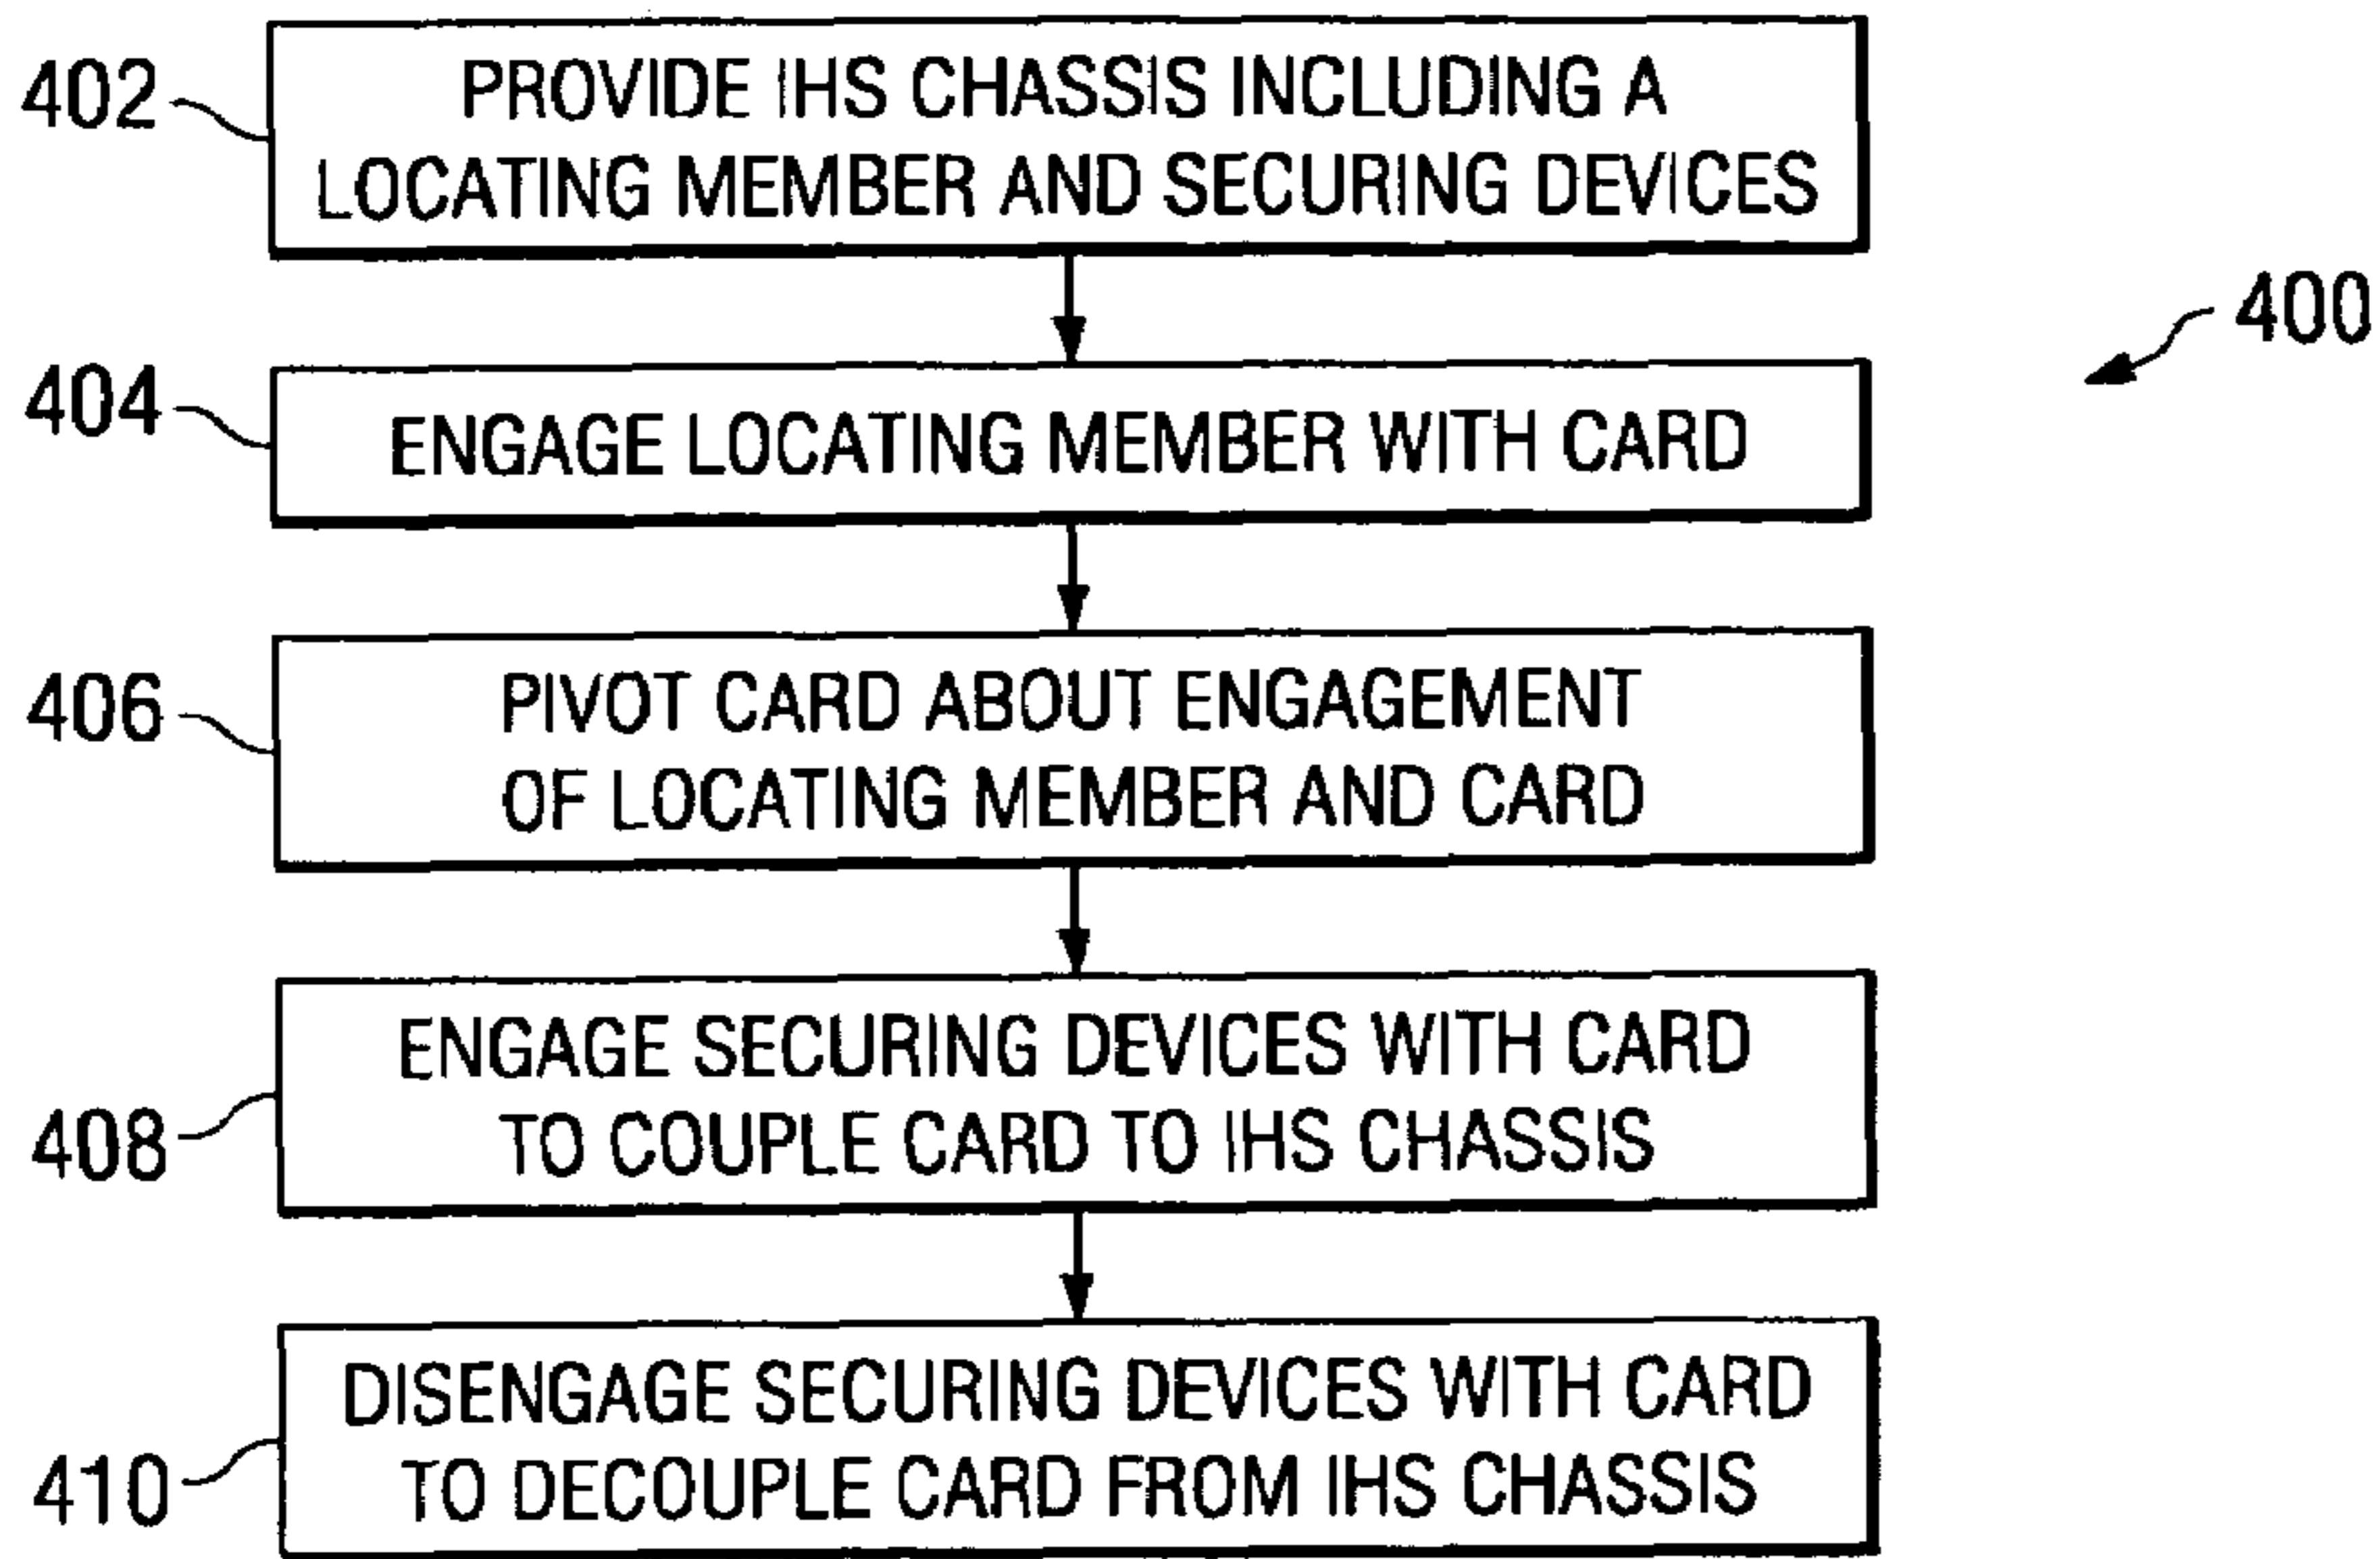 402
PROVIDE IHS CHASSIS INCLUDING A
LOCATING MEMBER AND SECURING DEVICES
400
404
ENGAGE LOCATING MEMBER WITH CARD
406
PIVOT CARD ABOUT ENGAGEMENT
OF LOCATING MEMBER AND CARD
408
ENGAGE SECURING DEVICES WITH CARD
TO COUPLE CARD TO IHS CHASSIS
410
DISENGAGE SECURING DEVICES WITH CARD
TO DECOUPLE CARD FROM IHS CHASSIS